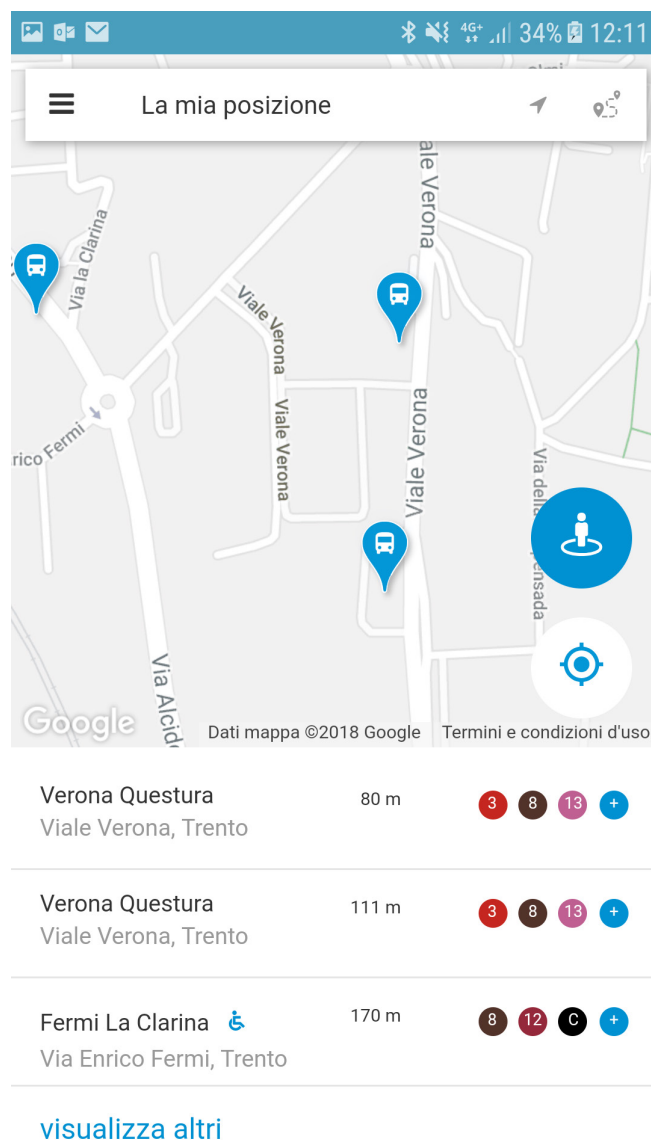 4G+ 34% 12:11
La mia posizione
ale Verona
Via la Clarina
Viale Verona
Viale Verona
Viale Verona
rico Fermi
Via della
pensada
Via Alcid
Google
Dati mappa ©2018 Google Termini e condizioni d'uso
Verona Questura 80 m 3 8 13 +
Viale Verona, Trento
Verona Questura 111 m 3 8 13 +
Viale Verona, Trento
Fermi La Clarina 170 m 8 12 C +
Via Enrico Fermi, Trento
visualizza altri